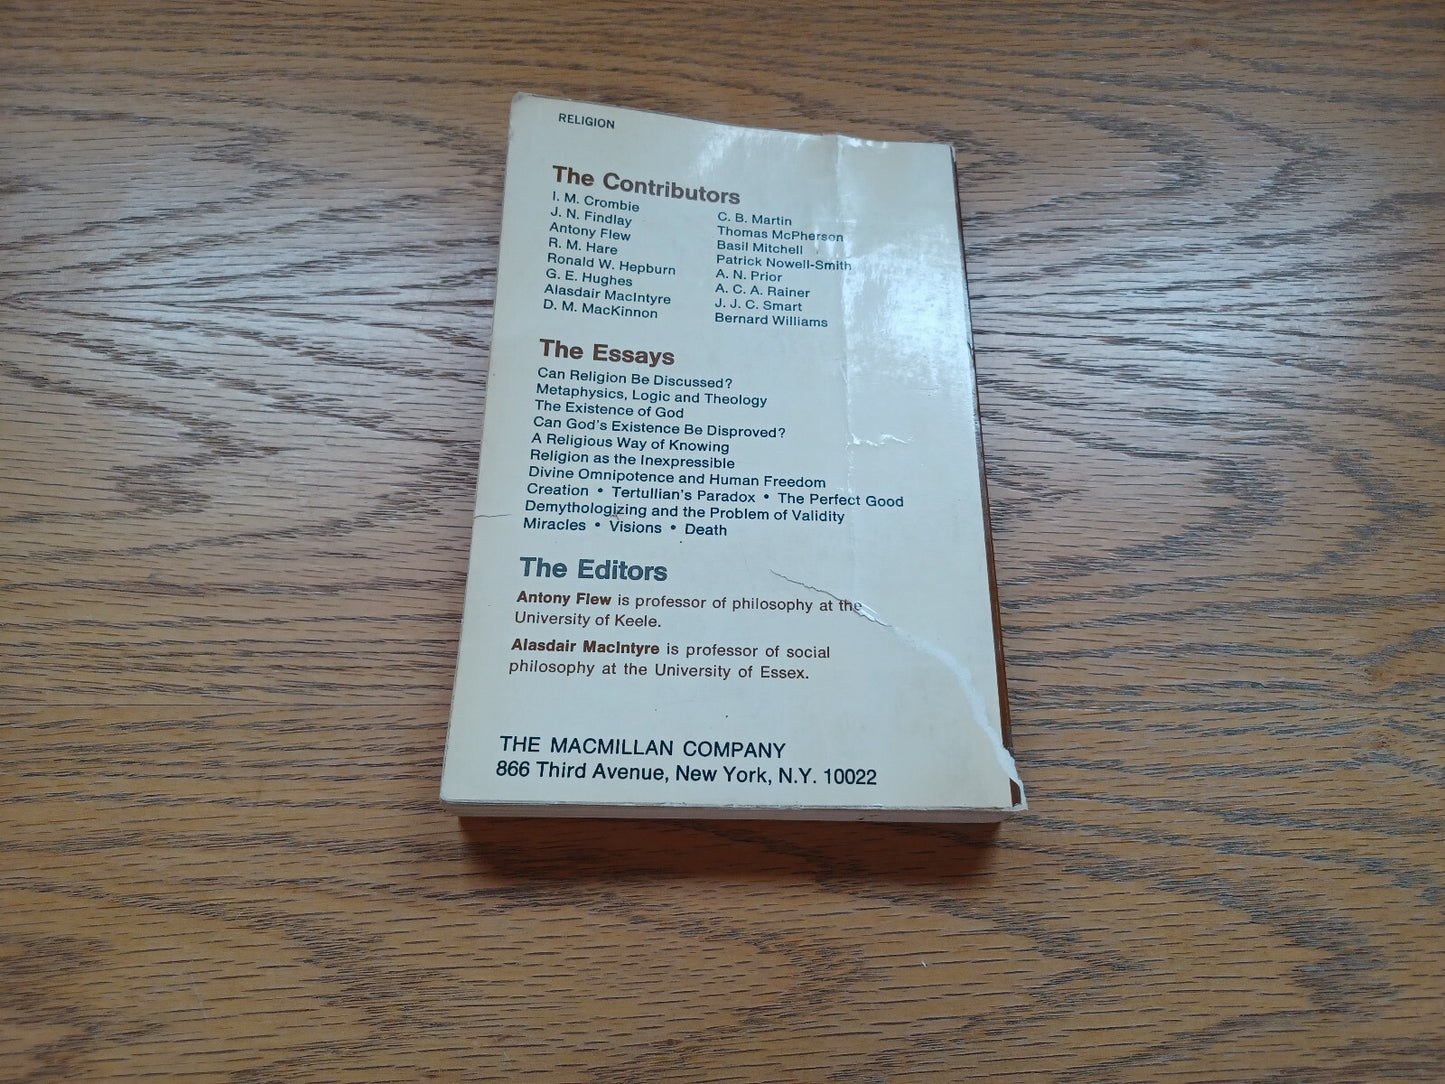 RELIGION
The Contributors
I. M. Crombie
J. N. Findlay
Antony Flew
R. M. Hare
Ronald W. Hepburn
G. E. Hughes
Alasdair MacIntyre
D. M. MacKinnon
C. B. Martin
Thomas McPherson
Basil Mitchell
Patrick Nowell-Smith
A. N. Prior
A. C. A. Rainer
J. J. C. Smart
Bernard Williams
The Essays
Can Religion Be Discussed?
Metaphysics, Logic and Theology
The Existence of God
Can God's Existence Be Disproved?
A Religious Way of Knowing
Religion as the Inexpressible
Divine Omnipotence and Human Freedom
Creation • Tertullian's Paradox • The Perfect Good
Demythologizing and the Problem of Validity
Miracles • Visions • Death
The Editors
Antony Flew is professor of philosophy at the
University of Keele.
Alasdair MacIntyre is professor of social
philosophy at the University of Essex.
THE MACMILLAN COMPANY
866 Third Avenue, New York, N.Y. 10022